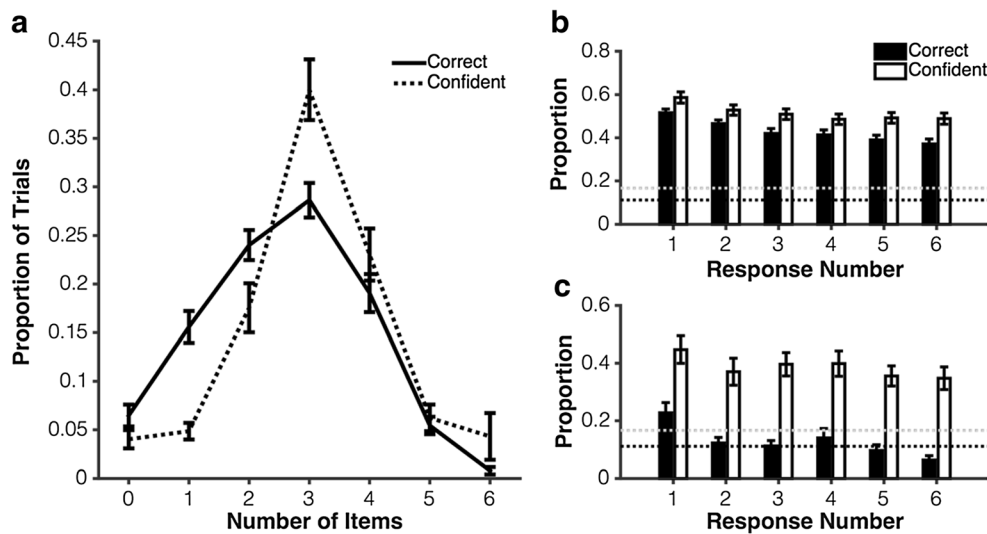 a
0.45
0.4
0.35
0.3
0.25
0.2
0.15
0.1
0.05
0
Proportion of Trials
0 1 2 3 4 5 6
Number of Items
Correct
Confident
b
0.8
0.6
0.4
0.2
0
Proportion
Correct
Confident
1 2 3 4 5 6
Response Number
c
0.6
0.4
0.2
0
Proportion
1 2 3 4 5 6
Response Number